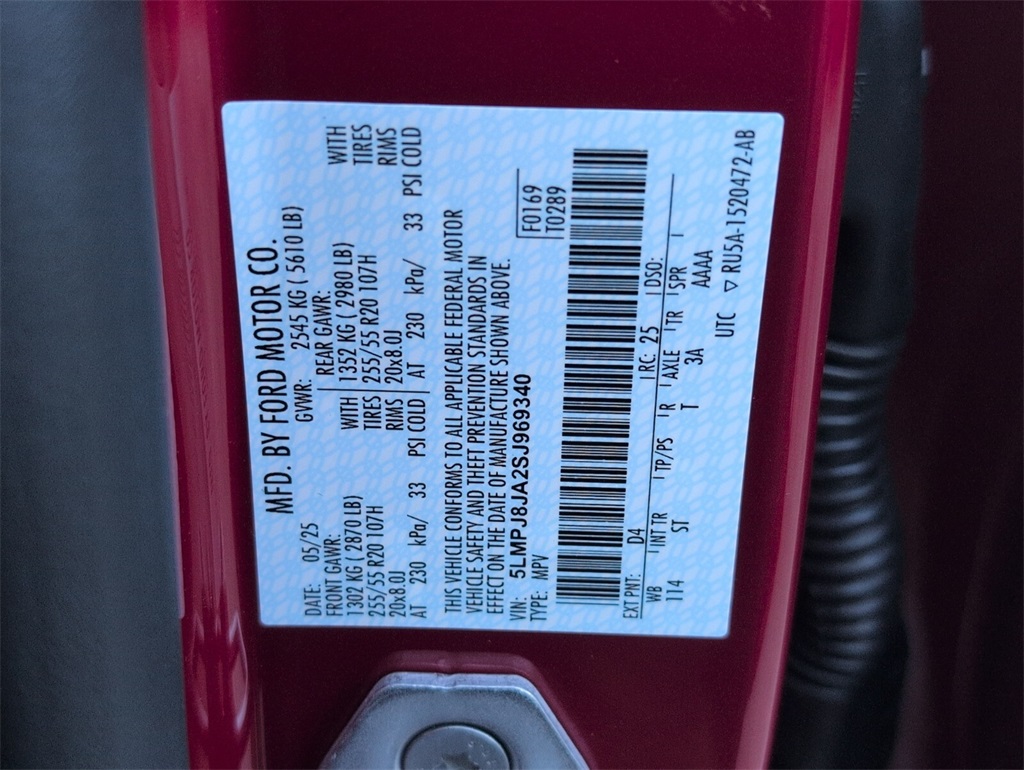 MFD. BY FORD MOTOR CO.
DATE: 05/25 GVWR: 2545 KG ( 5610 LB)
FRONT GAWR: REAR GAWR:
1302 KG ( 2870 LB) WITH 1352 KG ( 2980 LB) WITH
255/55 R20 107H TIRES 255/55 R20 107H TIRES
20x8.0J RIMS 20x8.0J RIMS
AT 230 kPa/ 33 PSI COLD AT 230 kPa/ 33 PSI COLD
THIS VEHICLE CONFORMS TO ALL APPLICABLE FEDERAL MOTOR
VEHICLE SAFETY AND THEFT PREVENTION STANDARDS IN
EFFECT ON THE DATE OF MANUFACTURE SHOWN ABOVE.
VIN: 5LMPJ8JA2SJ969340 F0169
TYPE: MPV T0289
EXT PNT: D4 RC: 25 DSO:
WB INT TR TP/PS R AXLE TR SPR
114 ST T 3A AAAA
UTC ▽ RU5A-1520472-AB